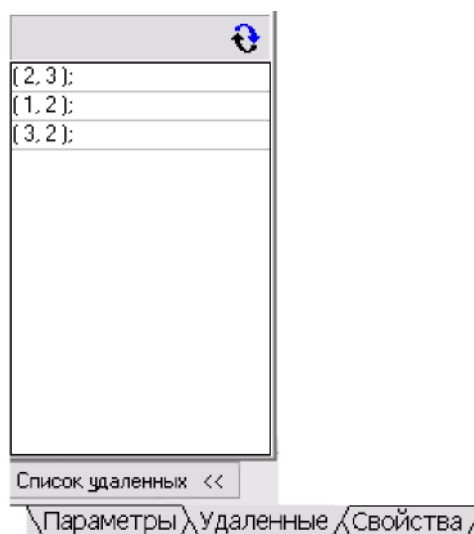 ( 2, 3 );
( 1, 2 );
( 3, 2 );
Список удаленных <<
Параметры Удаленные Свойства